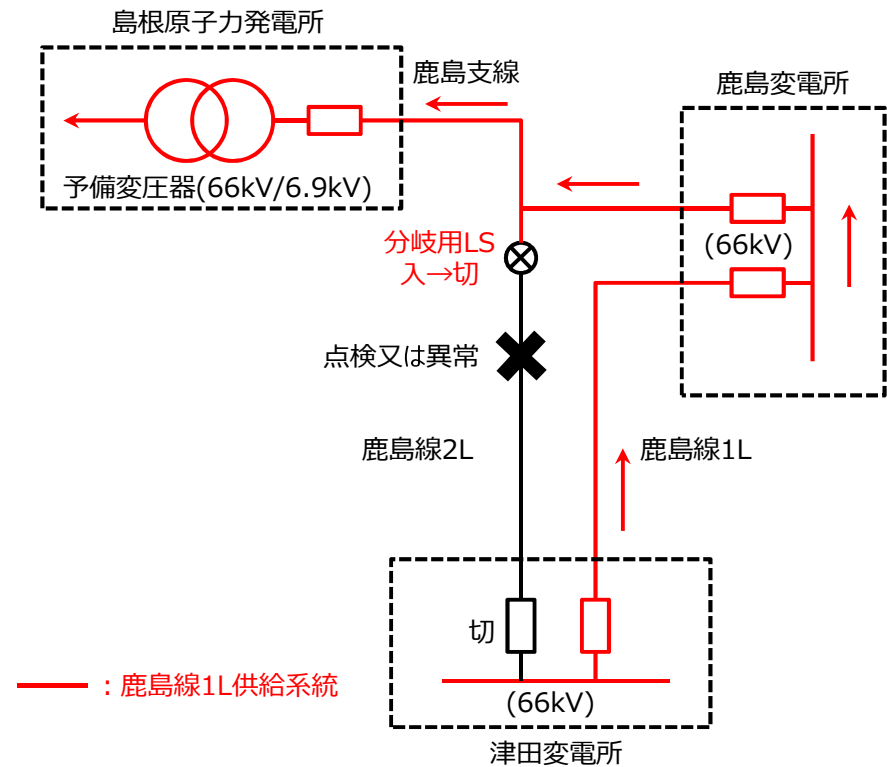 島根原子力発電所
鹿島支線
鹿島変電所
予備変圧器(66kV/6.9kV)
分岐用LS
入→切
(66kV)
点検又は異常
鹿島線2L
鹿島線1L
切
：鹿島線1L供給系統
(66kV)
津田変電所